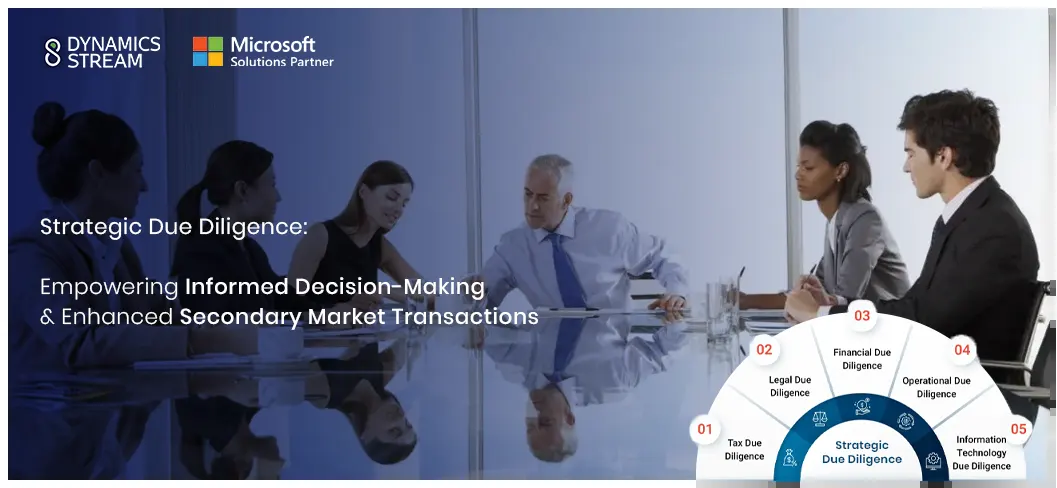 DYNAMICS
STREAM
Microsoft
Solutions Partner
Strategic Due Diligence:
Empowering Informed Decision-Making
& Enhanced Secondary Market Transactions
01
Tax Due
Diligence
02
Legal Due
Diligence
03
Financial Due
Diligence
04
Operational Due
Diligence
05
Information
Technology
Due Diligence
Strategic
Due Diligence